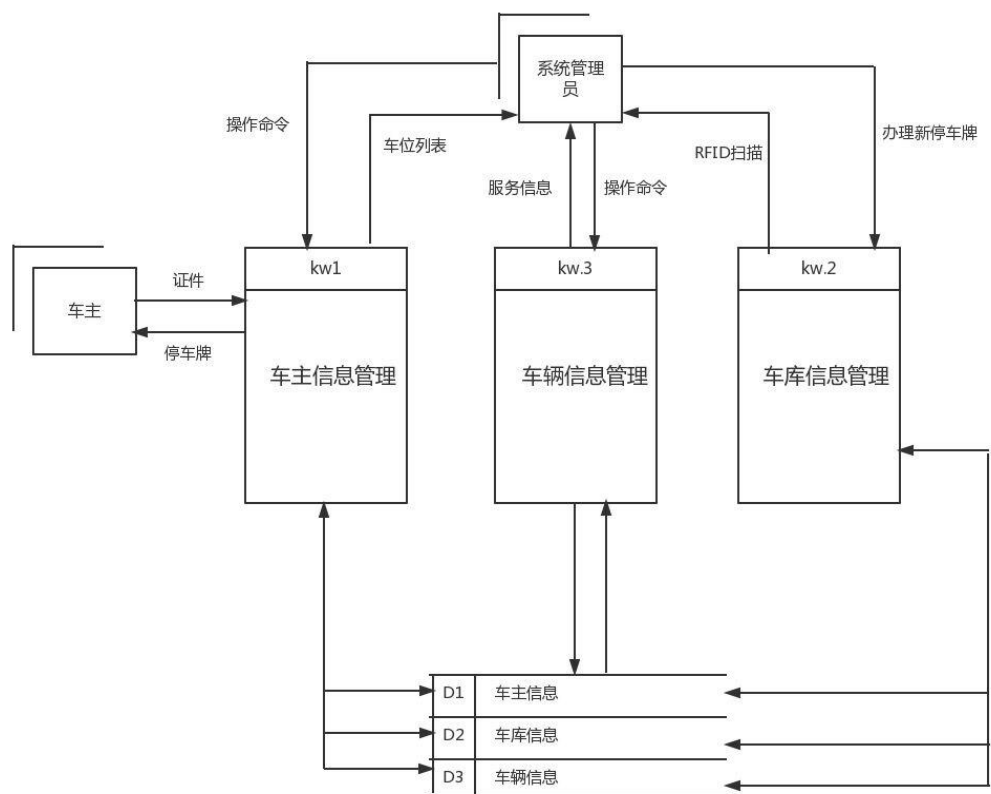 系统管理
员
操作命令
车位列表
RFID扫描
办理新停车牌
服务信息
操作命令
kw1
kw.3
kw.2
证件
车主
停车牌
车主信息管理
车辆信息管理
车库信息管理
D1 车主信息
D2 车库信息
D3 车辆信息